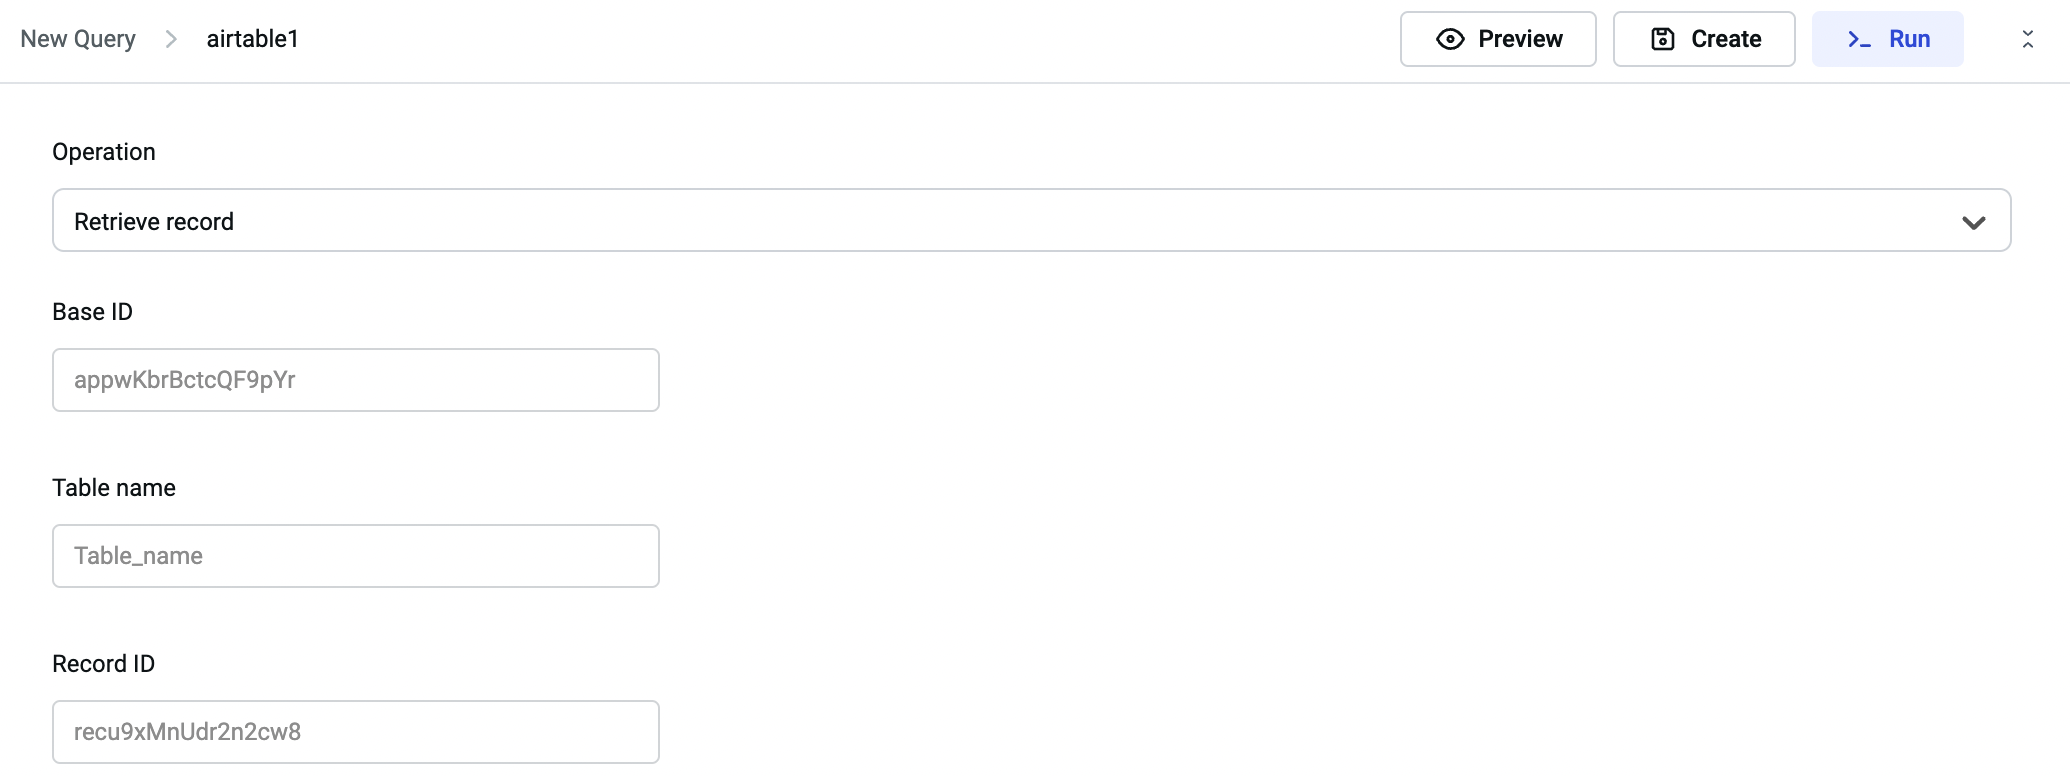 New Query > airtable1 Preview Create >_ Run
Operation
Retrieve record
Base ID
appwKbrBctcQF9pYr
Table name
Table_name
Record ID
recu9xMnUdr2n2cw8